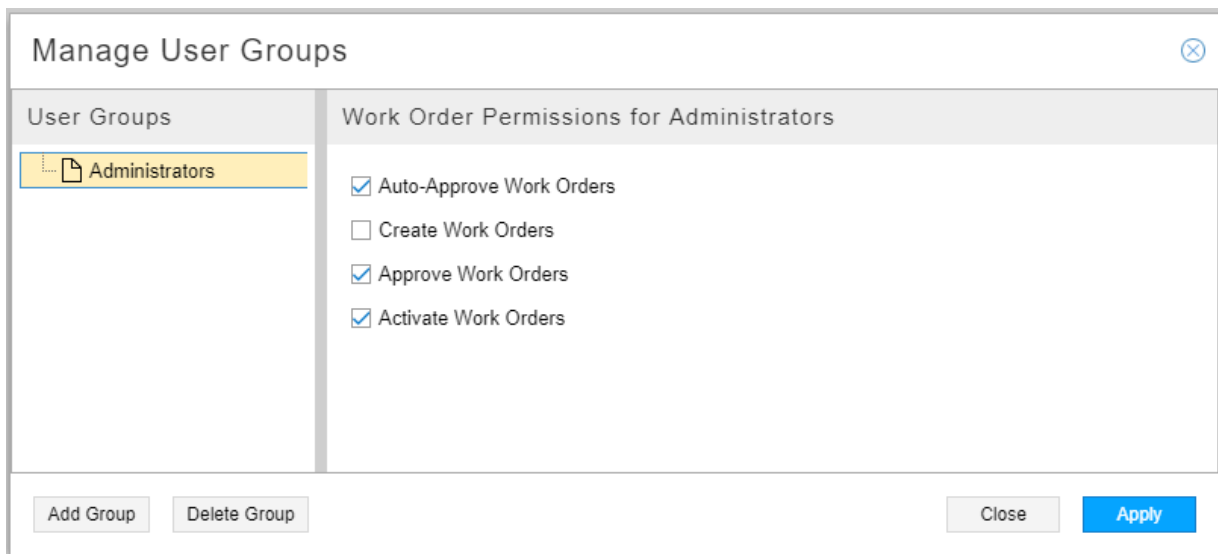 Manage User Groups
User Groups
Work Order Permissions for Administrators
Administrators
Auto-Approve Work Orders
Create Work Orders
Approve Work Orders
Activate Work Orders
Add Group
Delete Group
Close
Apply